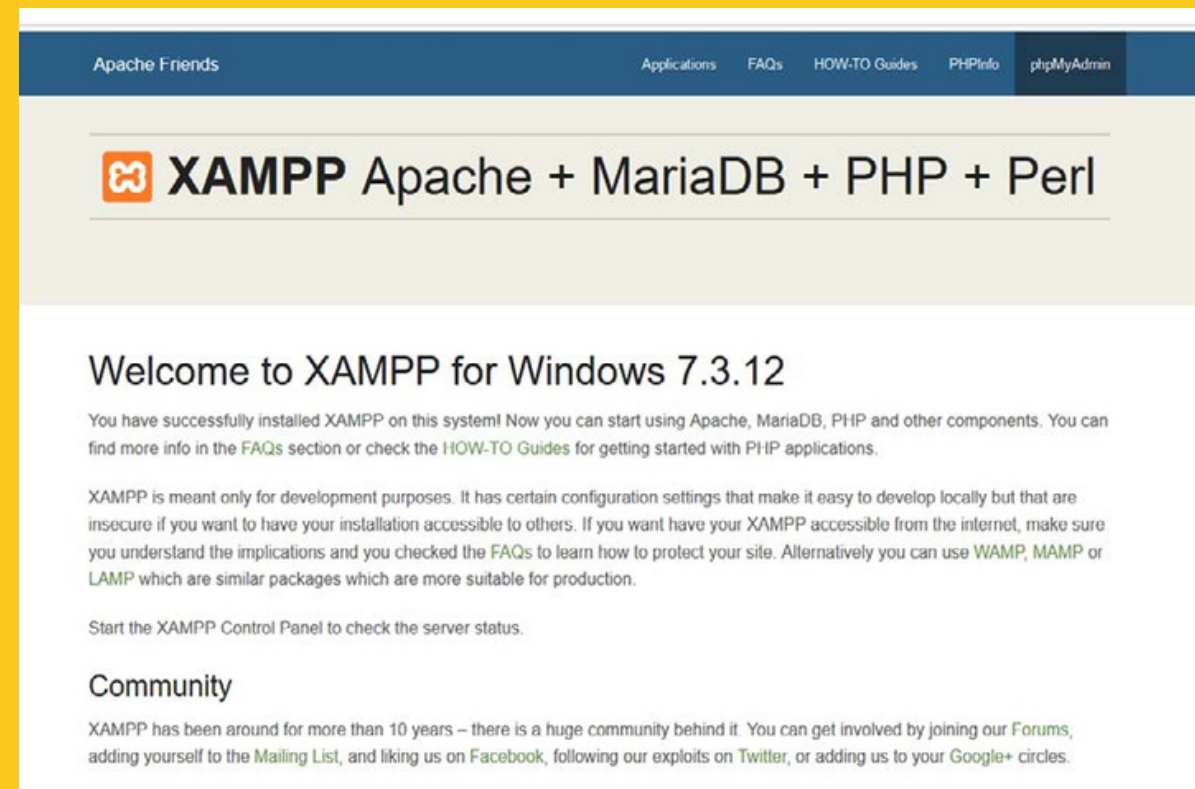 Apache Friends
Applications FAQs HOW-TO Guides PHPInfo phpMyAdmin
XAMPP Apache + MariaDB + PHP + Perl
Welcome to XAMPP for Windows 7.3.12
You have successfully installed XAMPP on this system! Now you can start using Apache, MariaDB, PHP and other components. You can
find more info in the FAQs section or check the HOW-TO Guides for getting started with PHP applications.
XAMPP is meant only for development purposes. It has certain configuration settings that make it easy to develop locally but that are
insecure if you want to have your installation accessible to others. If you want have your XAMPP accessible from the internet, make sure
you understand the implications and you checked the FAQs to learn how to protect your site. Alternatively you can use WAMP, MAMP or
LAMP which are similar packages which are more suitable for production.
Start the XAMPP Control Panel to check the server status.
Community
XAMPP has been around for more than 10 years – there is a huge community behind it. You can get involved by joining our Forums,
adding yourself to the Mailing List, and liking us on Facebook, following our exploits on Twitter, or adding us to your Google+ circles.